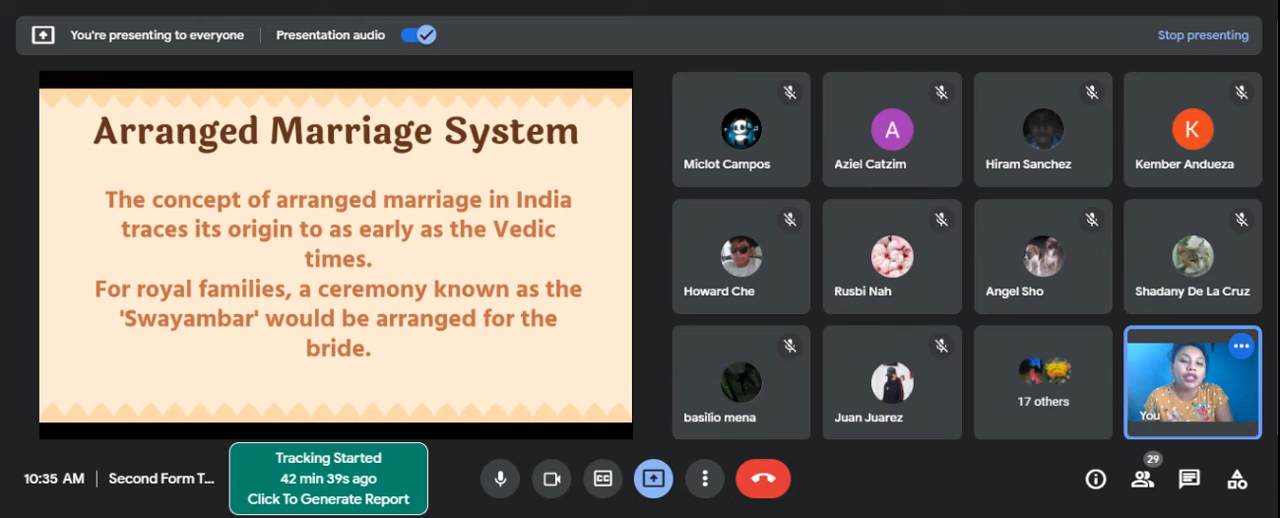 You're presenting to everyone
Presentation audio
Stop presenting
Arranged Marriage System
The concept of arranged marriage in India
traces its origin to as early as the Vedic
times.
For royal families, a ceremony known as the
'Swayambar' would be arranged for the
bride.
Miclot Campos
A
Aziel Catzim
Hiram Sanchez
K
Kember Andueza
Howard Che
Rusbi Nah
Angel Sho
Shadany De La Cruz
basilio mena
Juan Juarez
17 others
You
10:35 AM
Second Form T...
Tracking Started
42 min 39s ago
Click To Generate Report
CC
29